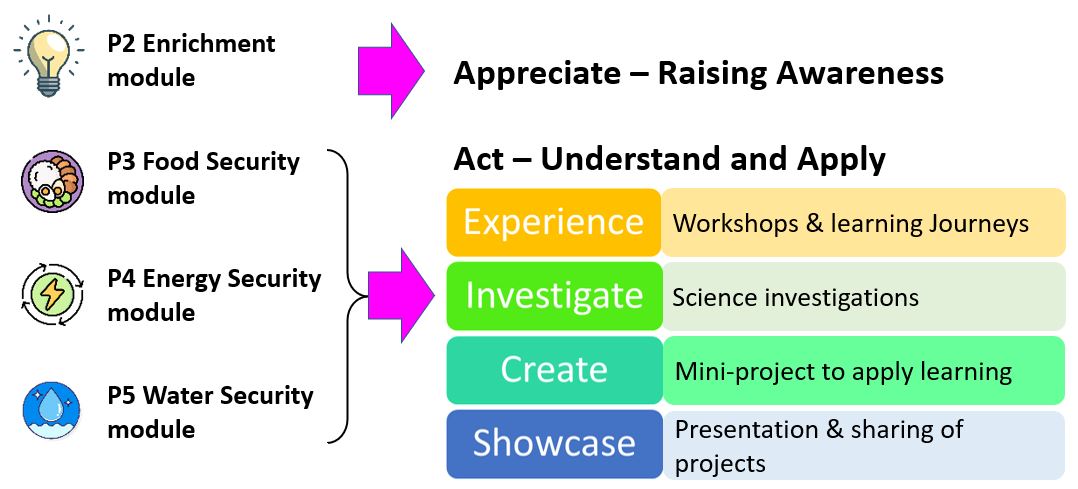 P2 Enrichment
module
Appreciate – Raising Awareness
P3 Food Security
module
P4 Energy Security
module
P5 Water Security
module
Act – Understand and Apply
Experience
Workshops & learning Journeys
Investigate
Science investigations
Create
Mini-project to apply learning
Showcase
Presentation & sharing of
projects